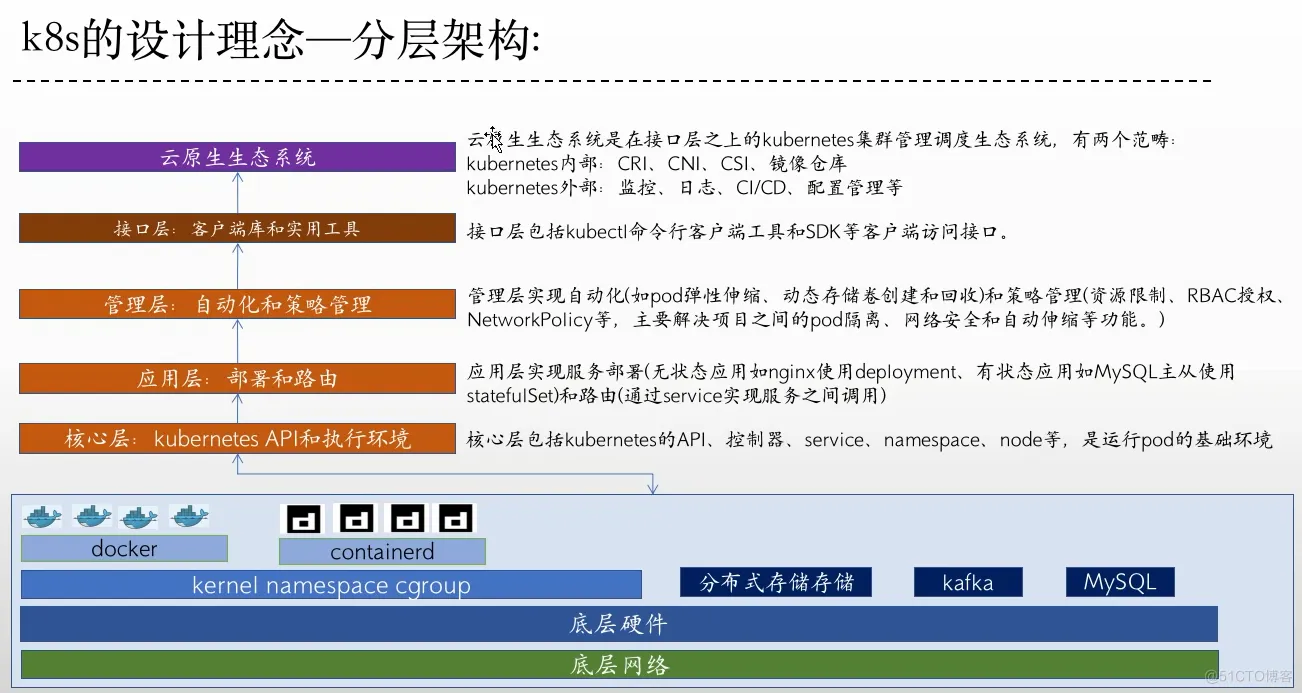 k8s的设计理念—分层架构:
云原生生态系统
云原生生态系统是在接口层之上的kubernetes集群管理调度生态系统，有两个范畴：
kubernetes内部：CRI、CNI、CSI、镜像仓库
kubernetes外部：监控、日志、CI/CD、配置管理等
接口层：客户端库和实用工具
接口层包括kubectl命令行客户端工具和SDK等客户端访问接口。
管理层：自动化和策略管理
管理层实现自动化(如pod弹性伸缩、动态存储卷创建和回收)和策略管理(资源限制、RBAC授权、
NetworkPolicy等，主要解决项目之间的pod隔离、网络安全和自动伸缩等功能。)
应用层：部署和路由
应用层实现服务部署(无状态应用如nginx使用deployment、有状态应用如MySQL主从使用
statefulSet)和路由(通过service实现服务之间调用)
核心层：kubernetes API和执行环境
核心层包括kubernetes的API、控制器、service、namespace、node等，是运行pod的基础环境
docker
containerd
kernel namespace cgroup
分布式存储存储
kafka
MySQL
底层硬件
底层网络
@51CTO博客